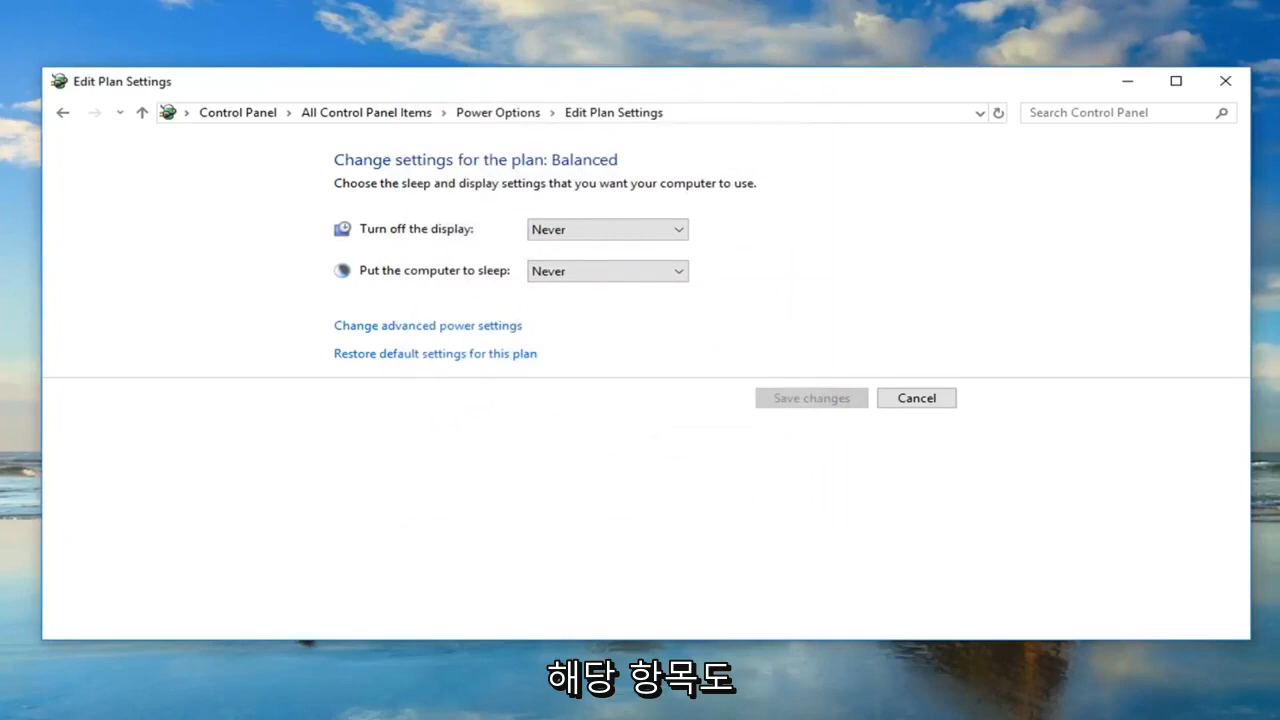 Edit Plan Settings
Control Panel > All Control Panel Items > Power Options > Edit Plan Settings
Search Control Panel
Change settings for the plan: Balanced
Choose the sleep and display settings that you want your computer to use.
Turn off the display: Never
Put the computer to sleep: Never
Change advanced power settings
Restore default settings for this plan
Save changes Cancel
해당 항목도